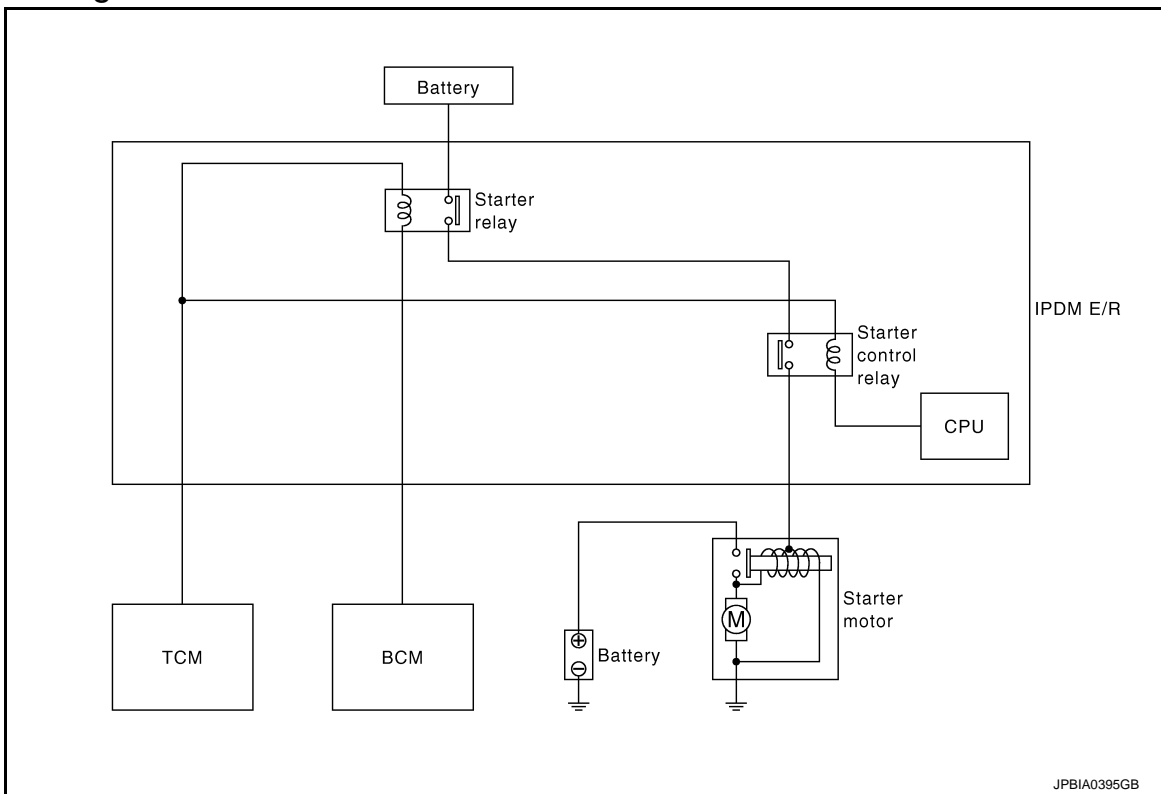 Battery
Starter
relay
IPDM E/R
Starter
control
relay
CPU
TCM
BCM
Battery
M
Starter
motor
JPBIA0395GB